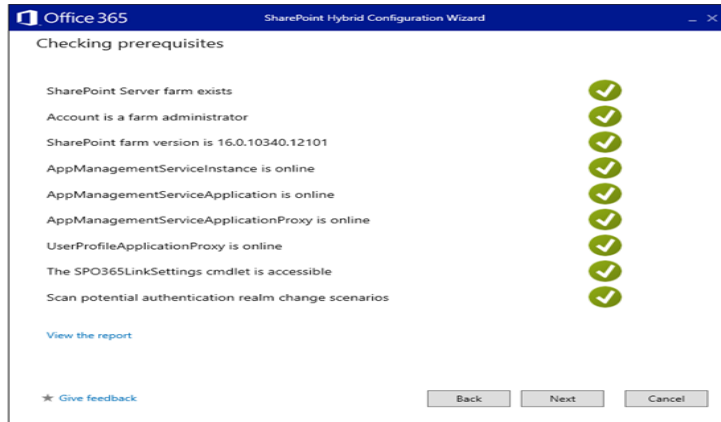 Office 365
SharePoint Hybrid Configuration Wizard
Checking prerequisites
SharePoint Server farm exists
Account is a farm administrator
SharePoint farm version is 16.0.10340.12101
AppManagementServiceInstance is online
AppManagementServiceApplication is online
AppManagementServiceApplicationProxy is online
UserProfileApplicationProxy is online
The SPO365LinkSettings cmdlet is accessible
Scan potential authentication realm change scenarios
View the report
Give feedback
Back Next Cancel